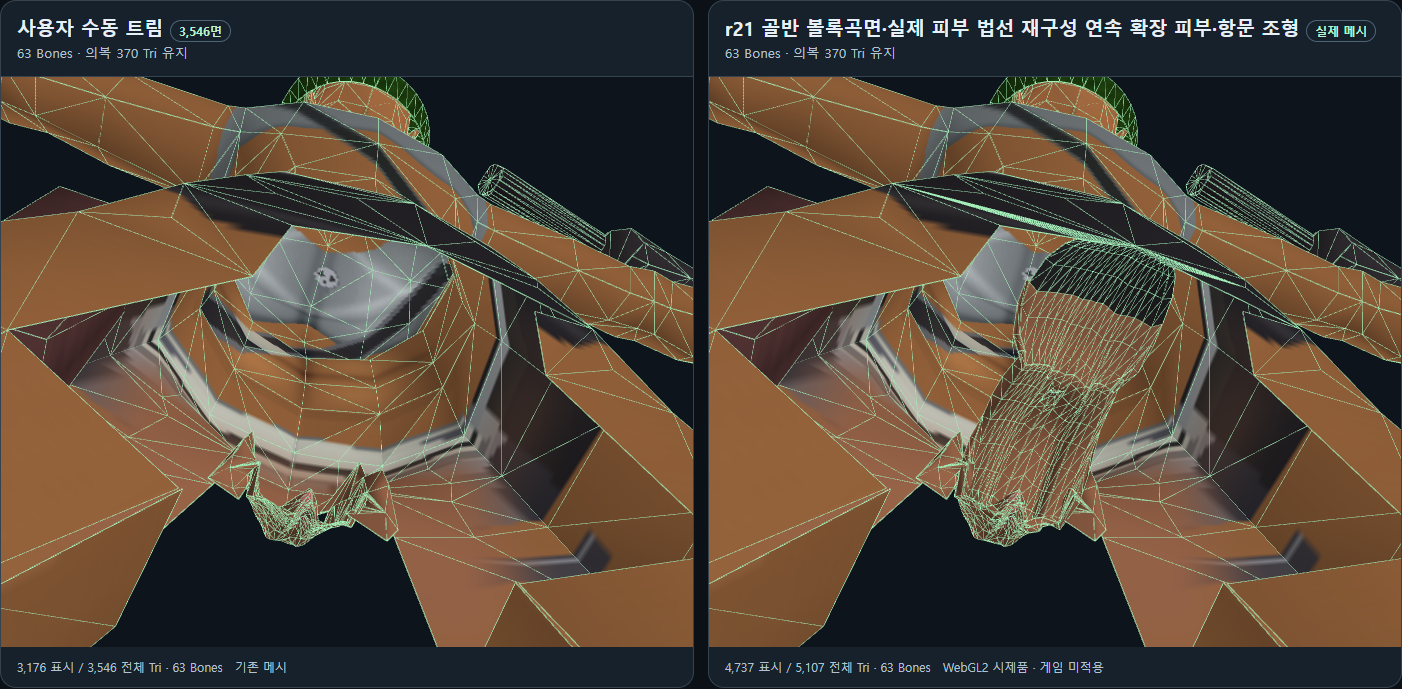 사용자 수동 트림 3,546면
63 Bones · 의복 370 Tri 유지
3,176 표시 / 3,546 전체 Tri · 63 Bones 기존 메시
r21 골반 볼록곡면·실제 피부 법선 재구성 연속 확장 피부·항문 조형 실제 메시
63 Bones · 의복 370 Tri 유지
4,737 표시 / 5,107 전체 Tri · 63 Bones WebGL2 시제품 · 게임 미적용